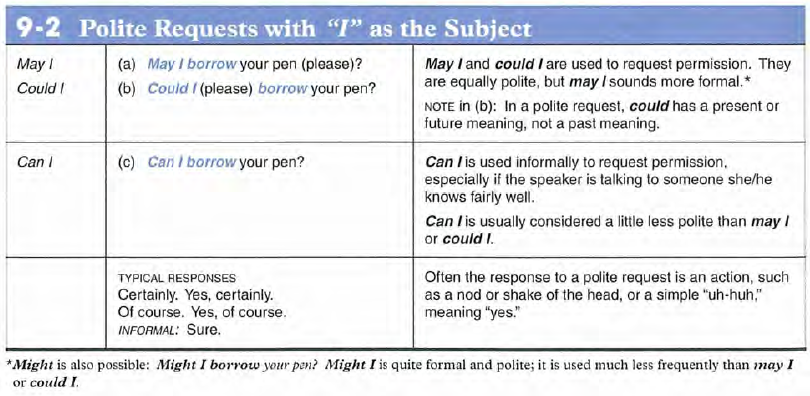 9-2 Polite Requests with “I” as the Subject
May I
(a) May I borrow your pen (please)?
Could I
(b) Could I (please) borrow your pen?
May I and could I are used to request permission. They
are equally polite, but may I sounds more formal.*
NOTE in (b): In a polite request, could has a present or
future meaning, not a past meaning.
Can I
(c) Can I borrow your pen?
Can I is used informally to request permission,
especially if the speaker is talking to someone she/he
knows fairly well.
Can I is usually considered a little less polite than may I
or could I.
TYPICAL RESPONSES
Certainly. Yes, certainly.
Of course. Yes, of course.
INFORMAL: Sure.
Often the response to a polite request is an action, such
as a nod or shake of the head, or a simple “uh-huh,”
meaning “yes.”
*Might is also possible: Might I borrow your pen? Might I is quite formal and polite; it is used much less frequently than may I
or could I.